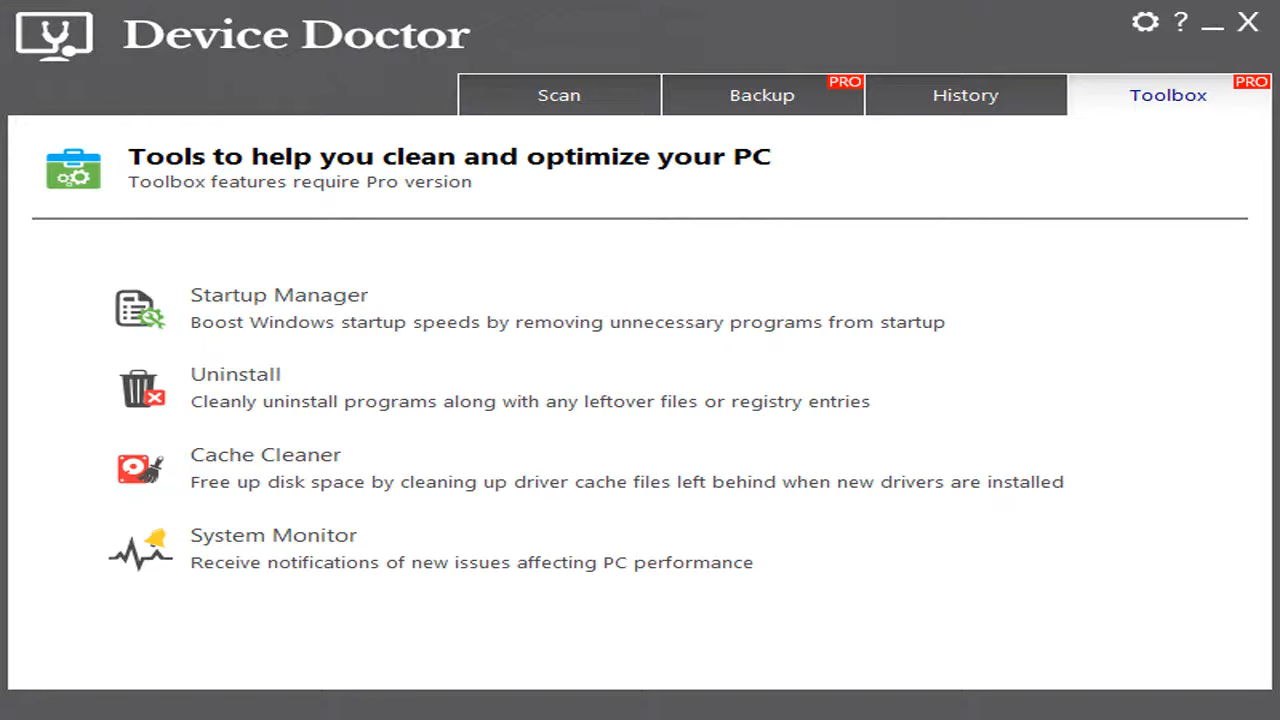 Device Doctor
?
X
Scan
Backup
PRO
History
Toolbox
PRO
Tools to help you clean and optimize your PC
Toolbox features require Pro version
Startup Manager
Boost Windows startup speeds by removing unnecessary programs from startup
Uninstall
Cleanly uninstall programs along with any leftover files or registry entries
Cache Cleaner
Free up disk space by cleaning up driver cache files left behind when new drivers are installed
System Monitor
Receive notifications of new issues affecting PC performance